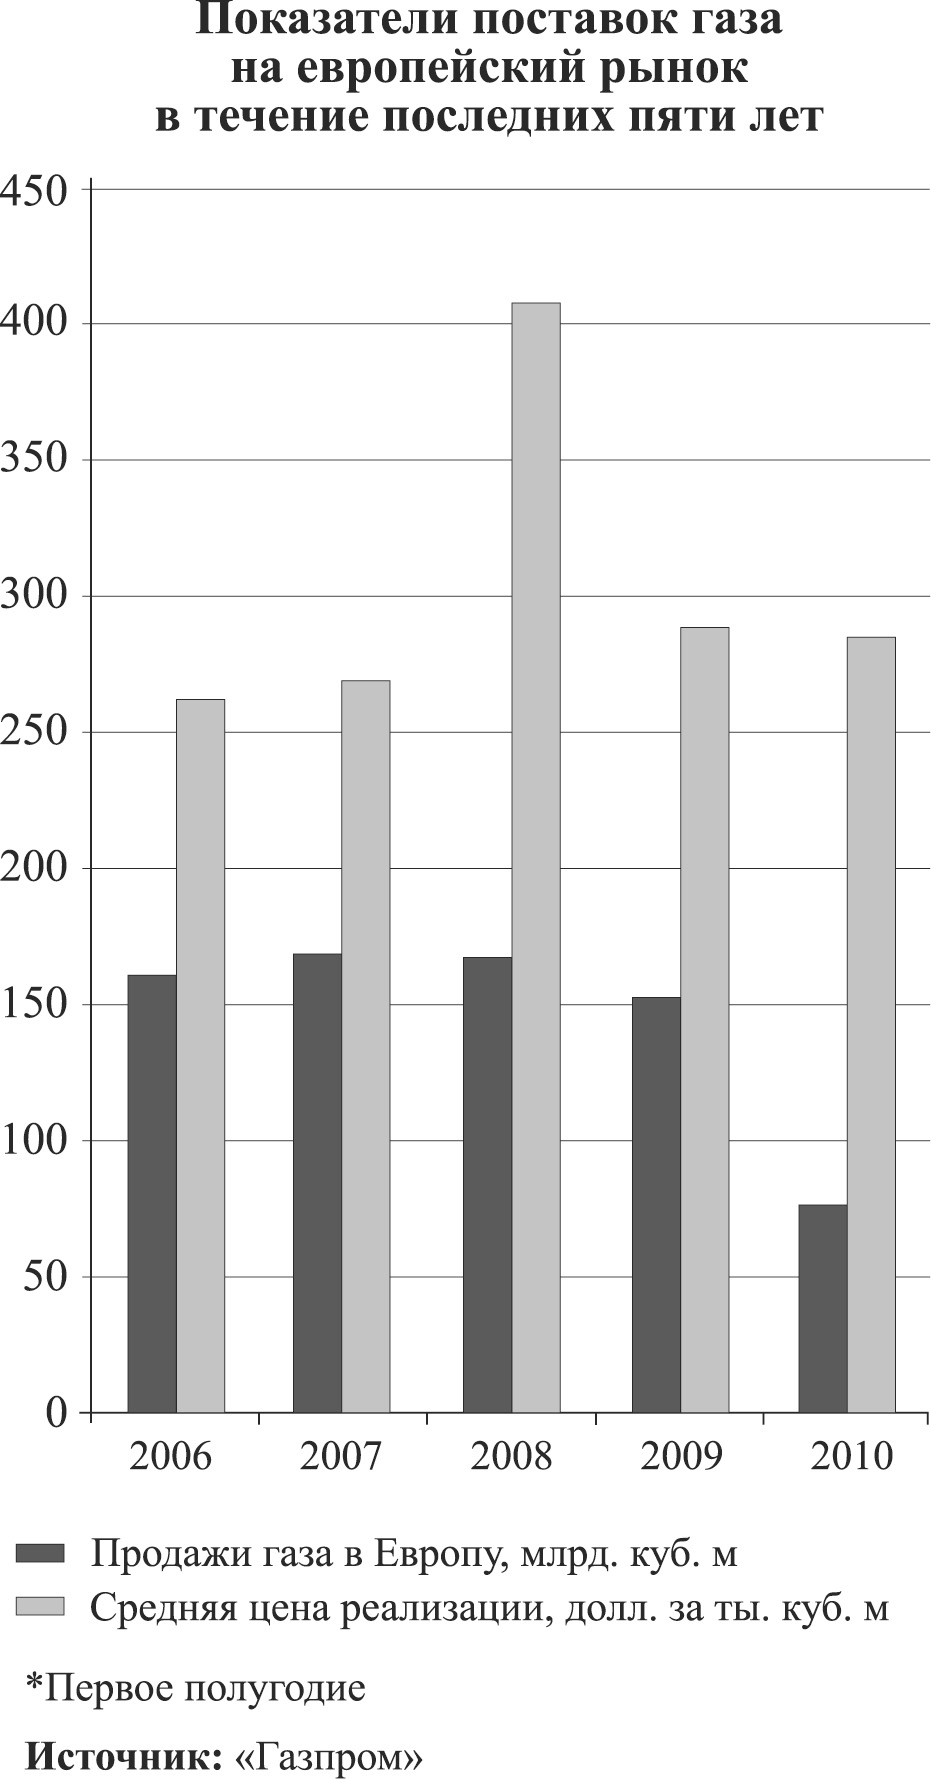 Показатели поставок газа
на европейский рынок
в течение последних пяти лет
450
400
350
300
250
200
150
100
50
0
2006 2007 2008 2009 2010
Продажи газа в Европу, млрд. куб. м
Средняя цена реализации, долл. за ты. куб. м
*Первое полугодие
Источник: «Газпром»